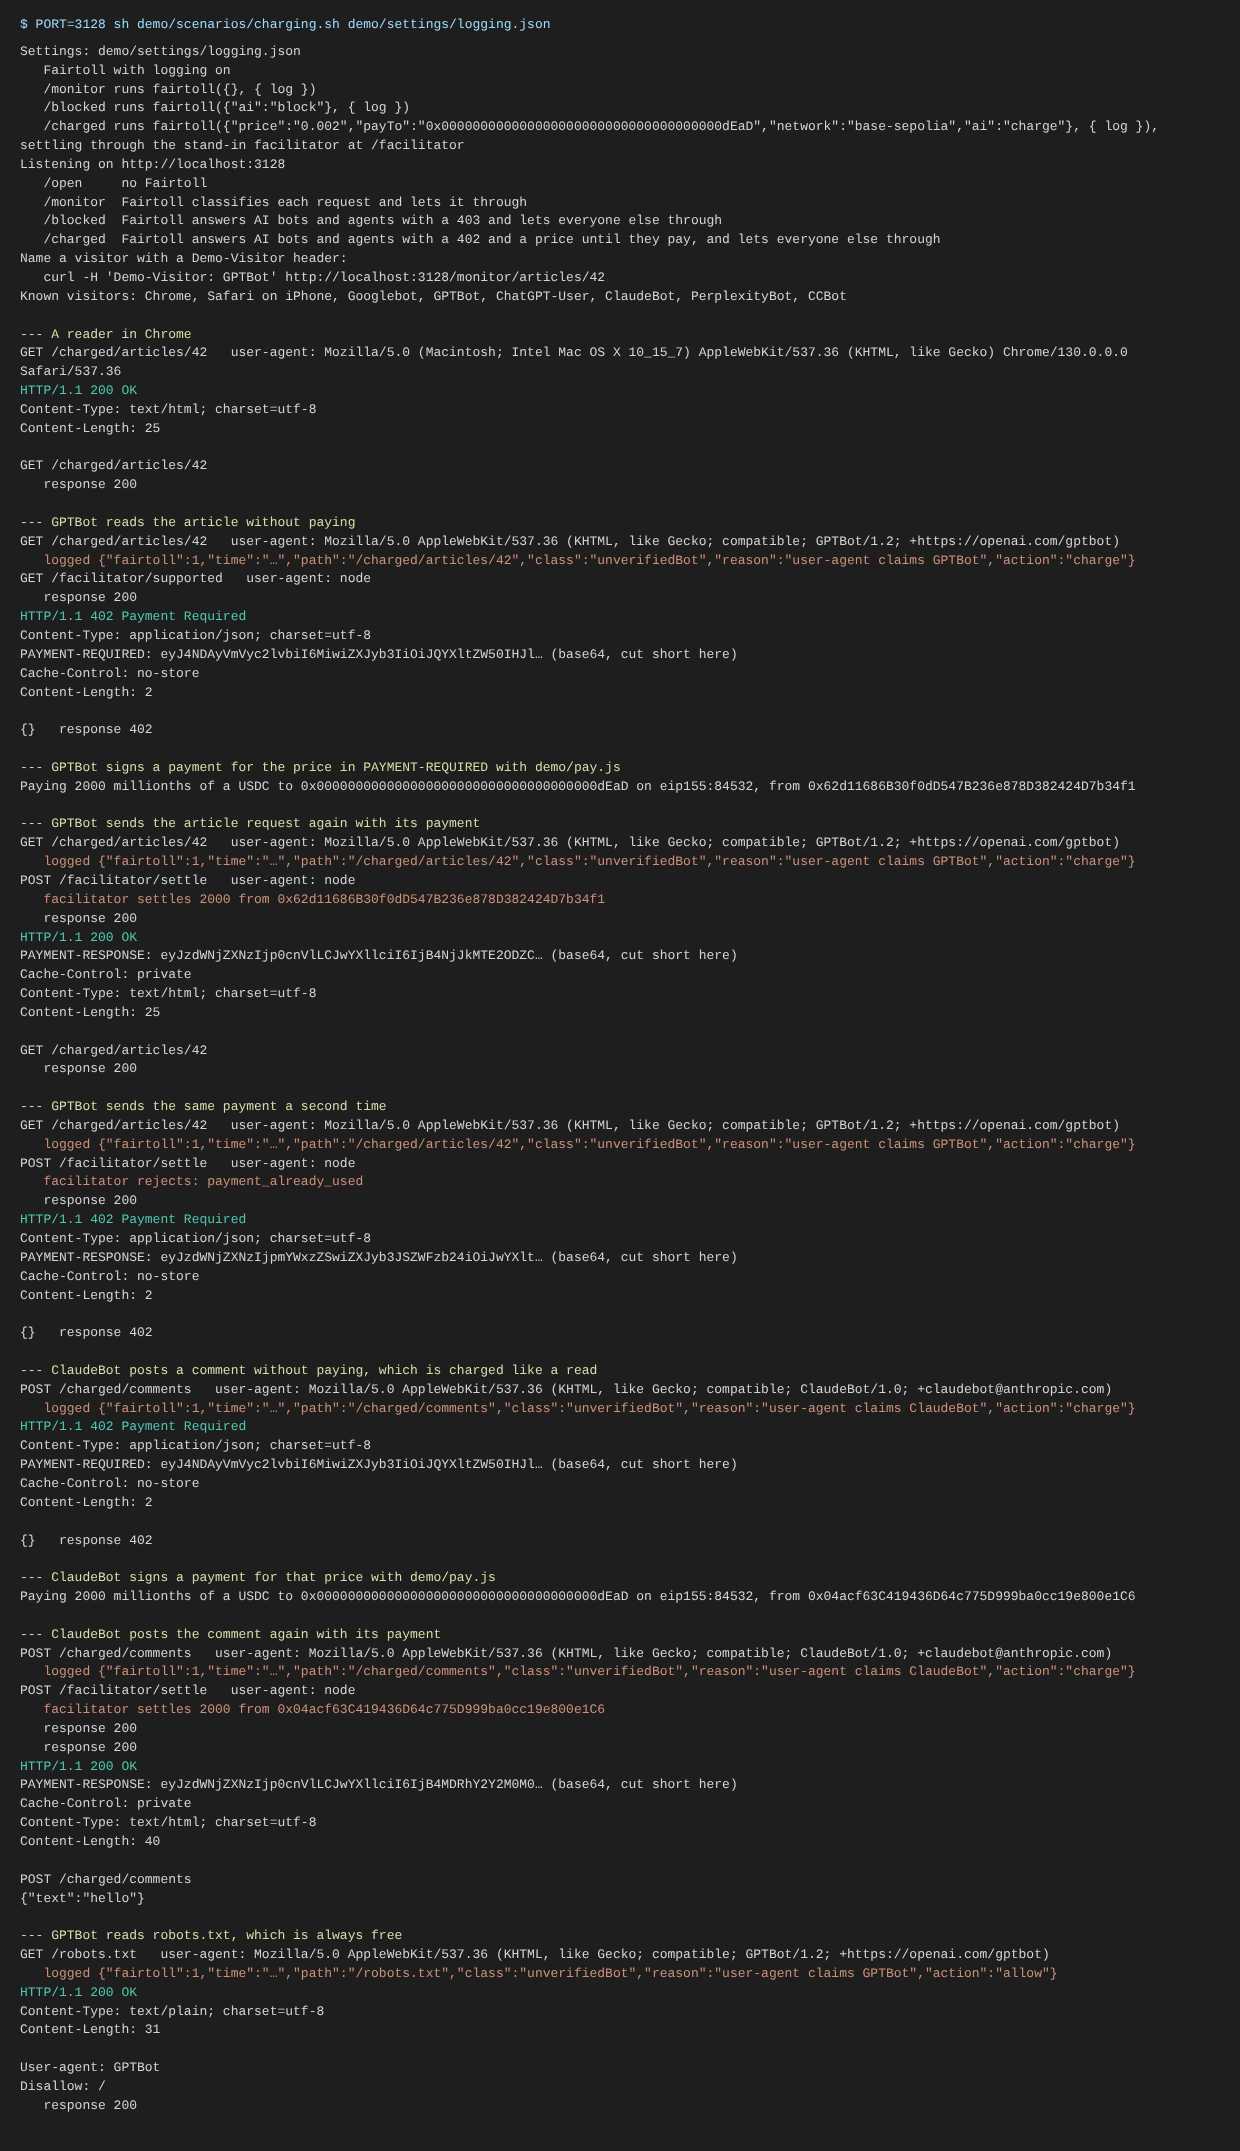 $ PORT=3128 sh demo/scenarios/charging.sh demo/settings/logging.json
Settings: demo/settings/logging.json
   Fairtoll with logging on
   /monitor runs fairtoll({}, { log })
   /blocked runs fairtoll({"ai":"block"}, { log })
   /charged runs fairtoll({"price":"0.002","payTo":"0x000000000000000000000000000000000000dEaD","network":"base-sepolia","ai":"charge"}, { log }),
settling through the stand-in facilitator at /facilitator
Listening on http://localhost:3128
   /open     no Fairtoll
   /monitor  Fairtoll classifies each request and lets it through
   /blocked  Fairtoll answers AI bots and agents with a 403 and lets everyone else through
   /charged  Fairtoll answers AI bots and agents with a 402 and a price until they pay, and lets everyone else through
Name a visitor with a Demo-Visitor header:
   curl -H 'Demo-Visitor: GPTBot' http://localhost:3128/monitor/articles/42
Known visitors: Chrome, Safari on iPhone, Googlebot, GPTBot, ChatGPT-User, ClaudeBot, PerplexityBot, CCBot

--- A reader in Chrome
GET /charged/articles/42   user-agent: Mozilla/5.0 (Macintosh; Intel Mac OS X 10_15_7) AppleWebKit/537.36 (KHTML, like Gecko) Chrome/130.0.0.0
Safari/537.36
HTTP/1.1 200 OK
Content-Type: text/html; charset=utf-8
Content-Length: 25

GET /charged/articles/42
   response 200

--- GPTBot reads the article without paying
GET /charged/articles/42   user-agent: Mozilla/5.0 AppleWebKit/537.36 (KHTML, like Gecko; compatible; GPTBot/1.2; +https://openai.com/gptbot)
   logged {"fairtoll":1,"time":"…","path":"/charged/articles/42","class":"unverifiedBot","reason":"user-agent claims GPTBot","action":"charge"}
GET /facilitator/supported   user-agent: node
   response 200
HTTP/1.1 402 Payment Required
Content-Type: application/json; charset=utf-8
PAYMENT-REQUIRED: eyJ4NDAyVmVyc2lvbiI6MiwiZXJyb3IiOiJQYXltZW50IHJl… (base64, cut short here)
Cache-Control: no-store
Content-Length: 2

{}   response 402

--- GPTBot signs a payment for the price in PAYMENT-REQUIRED with demo/pay.js
Paying 2000 millionths of a USDC to 0x000000000000000000000000000000000000dEaD on eip155:84532, from 0x62d11686B30f0dD547B236e878D382424D7b34f1

--- GPTBot sends the article request again with its payment
GET /charged/articles/42   user-agent: Mozilla/5.0 AppleWebKit/537.36 (KHTML, like Gecko; compatible; GPTBot/1.2; +https://openai.com/gptbot)
   logged {"fairtoll":1,"time":"…","path":"/charged/articles/42","class":"unverifiedBot","reason":"user-agent claims GPTBot","action":"charge"}
POST /facilitator/settle   user-agent: node
   facilitator settles 2000 from 0x62d11686B30f0dD547B236e878D382424D7b34f1
   response 200
HTTP/1.1 200 OK
PAYMENT-RESPONSE: eyJzdWNjZXNzIjp0cnVlLCJwYXllciI6IjB4NjJkMTE2ODZC… (base64, cut short here)
Cache-Control: private
Content-Type: text/html; charset=utf-8
Content-Length: 25

GET /charged/articles/42
   response 200

--- GPTBot sends the same payment a second time
GET /charged/articles/42   user-agent: Mozilla/5.0 AppleWebKit/537.36 (KHTML, like Gecko; compatible; GPTBot/1.2; +https://openai.com/gptbot)
   logged {"fairtoll":1,"time":"…","path":"/charged/articles/42","class":"unverifiedBot","reason":"user-agent claims GPTBot","action":"charge"}
POST /facilitator/settle   user-agent: node
   facilitator rejects: payment_already_used
   response 200
HTTP/1.1 402 Payment Required
Content-Type: application/json; charset=utf-8
PAYMENT-RESPONSE: eyJzdWNjZXNzIjpmYWxzZSwiZXJyb3JSZWFzb24iOiJwYXlt… (base64, cut short here)
Cache-Control: no-store
Content-Length: 2

{}   response 402

--- ClaudeBot posts a comment without paying, which is charged like a read
POST /charged/comments   user-agent: Mozilla/5.0 AppleWebKit/537.36 (KHTML, like Gecko; compatible; ClaudeBot/1.0; +claudebot@anthropic.com)
   logged {"fairtoll":1,"time":"…","path":"/charged/comments","class":"unverifiedBot","reason":"user-agent claims ClaudeBot","action":"charge"}
HTTP/1.1 402 Payment Required
Content-Type: application/json; charset=utf-8
PAYMENT-REQUIRED: eyJ4NDAyVmVyc2lvbiI6MiwiZXJyb3IiOiJQYXltZW50IHJl… (base64, cut short here)
Cache-Control: no-store
Content-Length: 2

{}   response 402

--- ClaudeBot signs a payment for that price with demo/pay.js
Paying 2000 millionths of a USDC to 0x000000000000000000000000000000000000dEaD on eip155:84532, from 0x04acf63C419436D64c775D999ba0cc19e800e1C6

--- ClaudeBot posts the comment again with its payment
POST /charged/comments   user-agent: Mozilla/5.0 AppleWebKit/537.36 (KHTML, like Gecko; compatible; ClaudeBot/1.0; +claudebot@anthropic.com)
   logged {"fairtoll":1,"time":"…","path":"/charged/comments","class":"unverifiedBot","reason":"user-agent claims ClaudeBot","action":"charge"}
POST /facilitator/settle   user-agent: node
   facilitator settles 2000 from 0x04acf63C419436D64c775D999ba0cc19e800e1C6
   response 200
   response 200
HTTP/1.1 200 OK
PAYMENT-RESPONSE: eyJzdWNjZXNzIjp0cnVlLCJwYXllciI6IjB4MDRhY2Y2M0M0… (base64, cut short here)
Cache-Control: private
Content-Type: text/html; charset=utf-8
Content-Length: 40

POST /charged/comments
{"text":"hello"}

--- GPTBot reads robots.txt, which is always free
GET /robots.txt   user-agent: Mozilla/5.0 AppleWebKit/537.36 (KHTML, like Gecko; compatible; GPTBot/1.2; +https://openai.com/gptbot)
   logged {"fairtoll":1,"time":"…","path":"/robots.txt","class":"unverifiedBot","reason":"user-agent claims GPTBot","action":"allow"}
HTTP/1.1 200 OK
Content-Type: text/plain; charset=utf-8
Content-Length: 31

User-agent: GPTBot
Disallow: /
   response 200